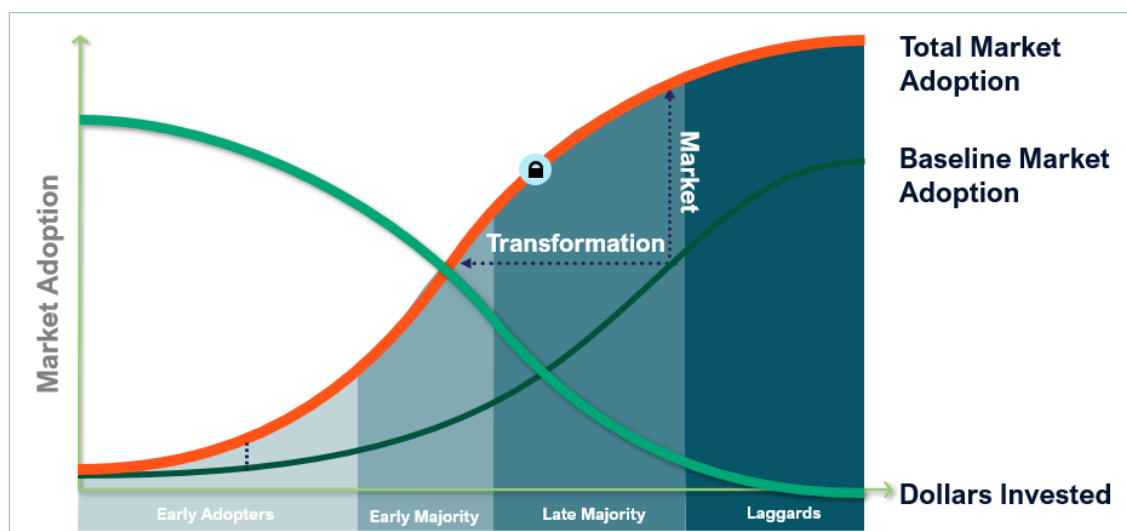 Total Market
Adoption
Baseline Market
Adoption
Market
Transformation
Market Adoption
Dollars Invested
Early Adopters
Early Majority
Late Majority
Laggards